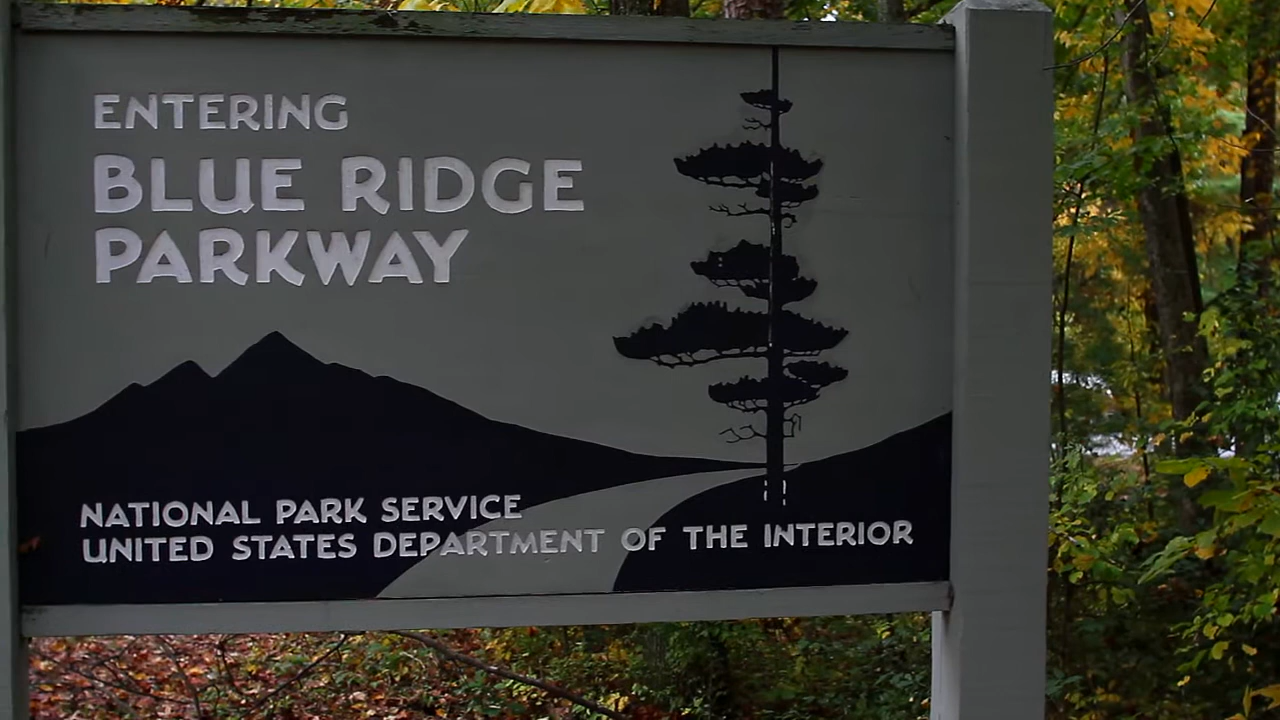 ENTERING
BLUE RIDGE
PARKWAY
NATIONAL PARK SERVICE
UNITED STATES DEPARTMENT OF THE INTERIOR